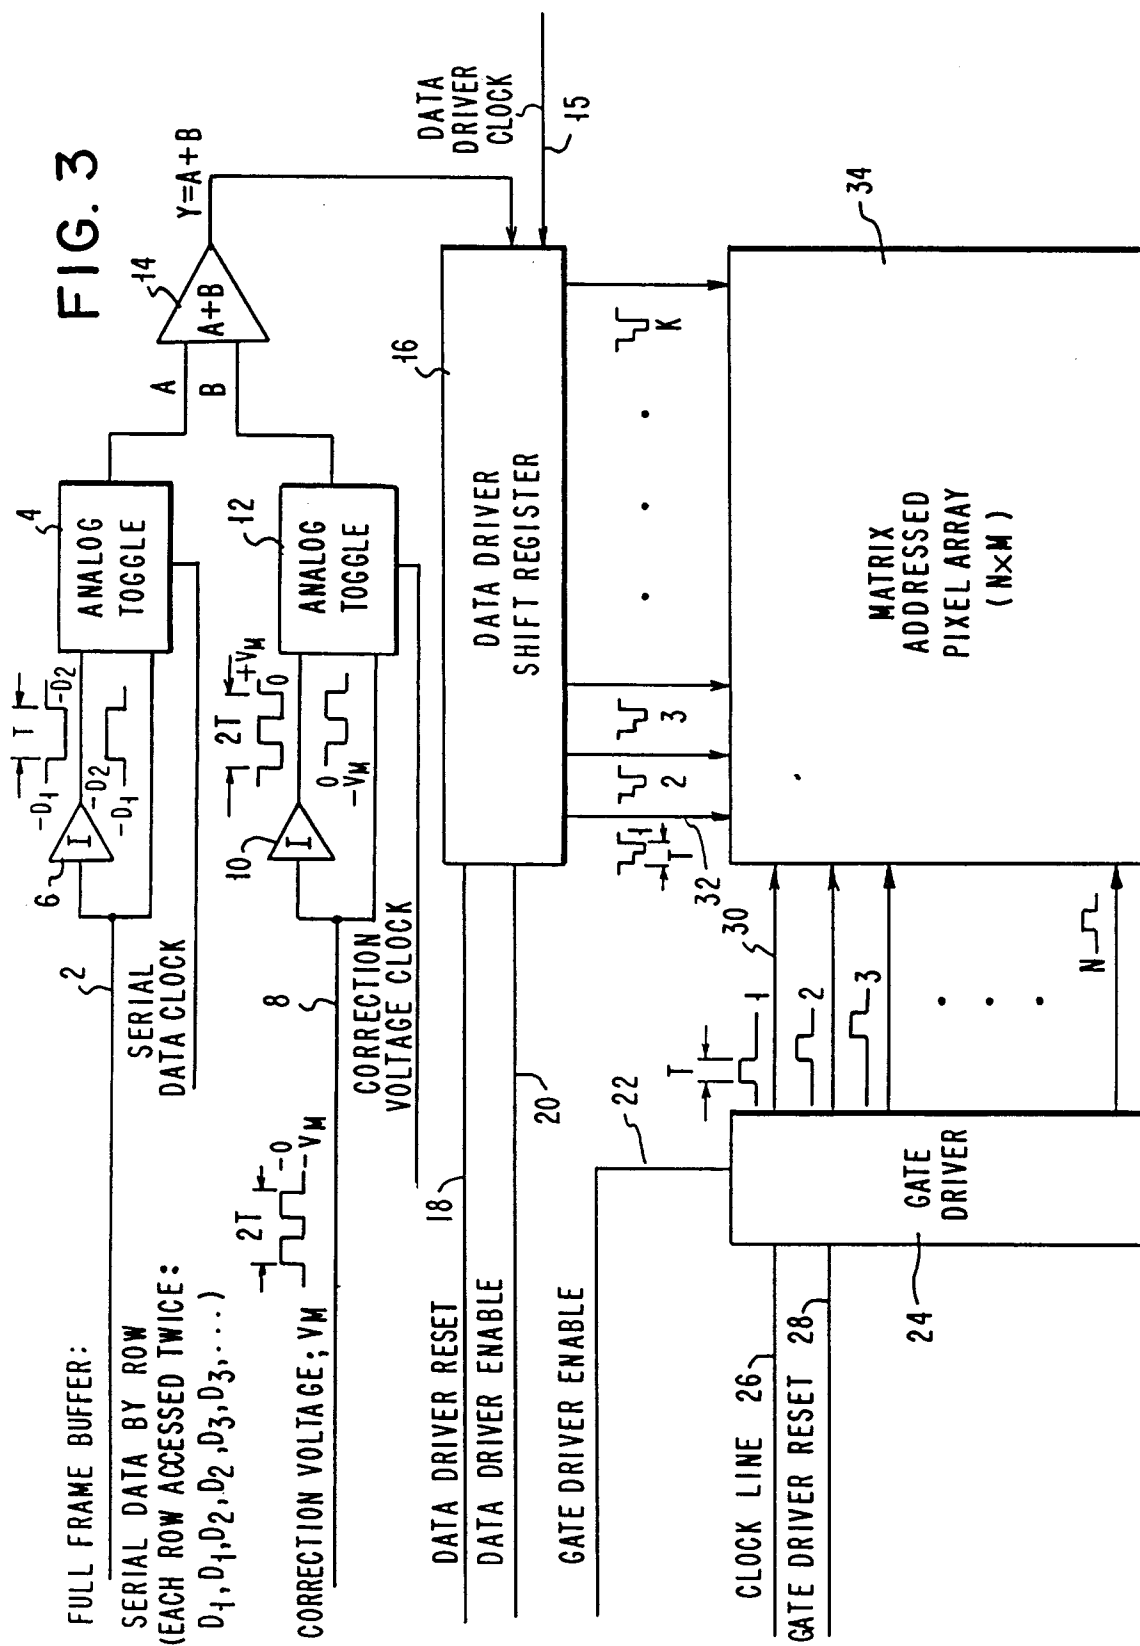 FIG. 3
FULL FRAME BUFFER:
SERIAL DATA BY ROW
(EACH ROW ACCESSED TWICE:
D1,D1,D2,D2,D3,D3,....)
2
SERIAL
DATA CLOCK
6
I
-D1
T
-D2
-D2
-D1
4
ANALOG
TOGGLE
A
B
14
A+B
Y=A+B
CORRECTION VOLTAGE; VM
2T
-0
-VM
8
CORRECTION
VOLTAGE CLOCK
10
I
2T
+VM
0
0
-VM
12
ANALOG
TOGGLE
DATA
DRIVER
CLOCK
15
DATA DRIVER RESET
18
DATA DRIVER ENABLE
20
16
DATA DRIVER
SHIFT REGISTER
GATE DRIVER ENABLE
22
1
T
32
2
3
K
CLOCK LINE 26
GATE DRIVER RESET 28
24
GATE
DRIVER
T
1
2
3
N
30
34
MATRIX
ADDRESSED
PIXEL ARRAY
(N×M)